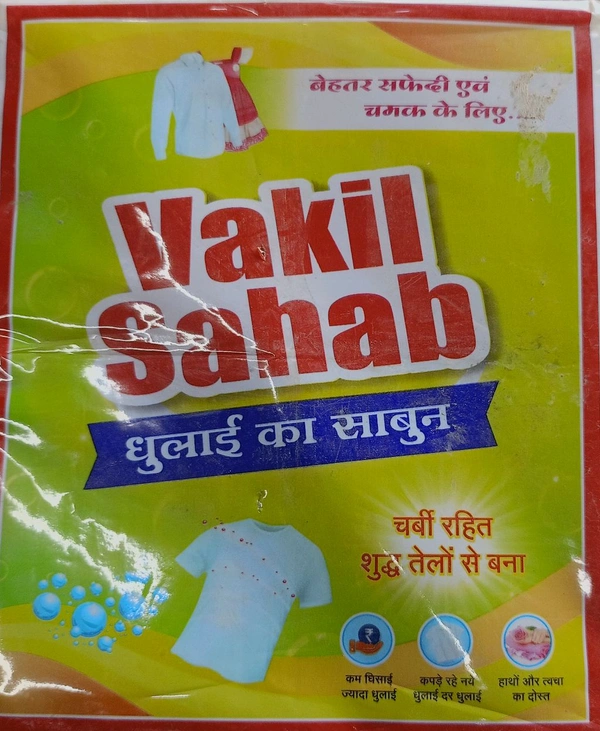 बेहतर सफेदी एवं
चमक के लिए....
Vakil
Sahab
धुलाई का साबुन
चर्बी रहित
शुद्ध तेलों से बना
कम घिसाई
ज्यादा धुलाई
कपड़े रहे नये
धुलाई दर धुलाई
हाथों और त्वचा
का दोस्त